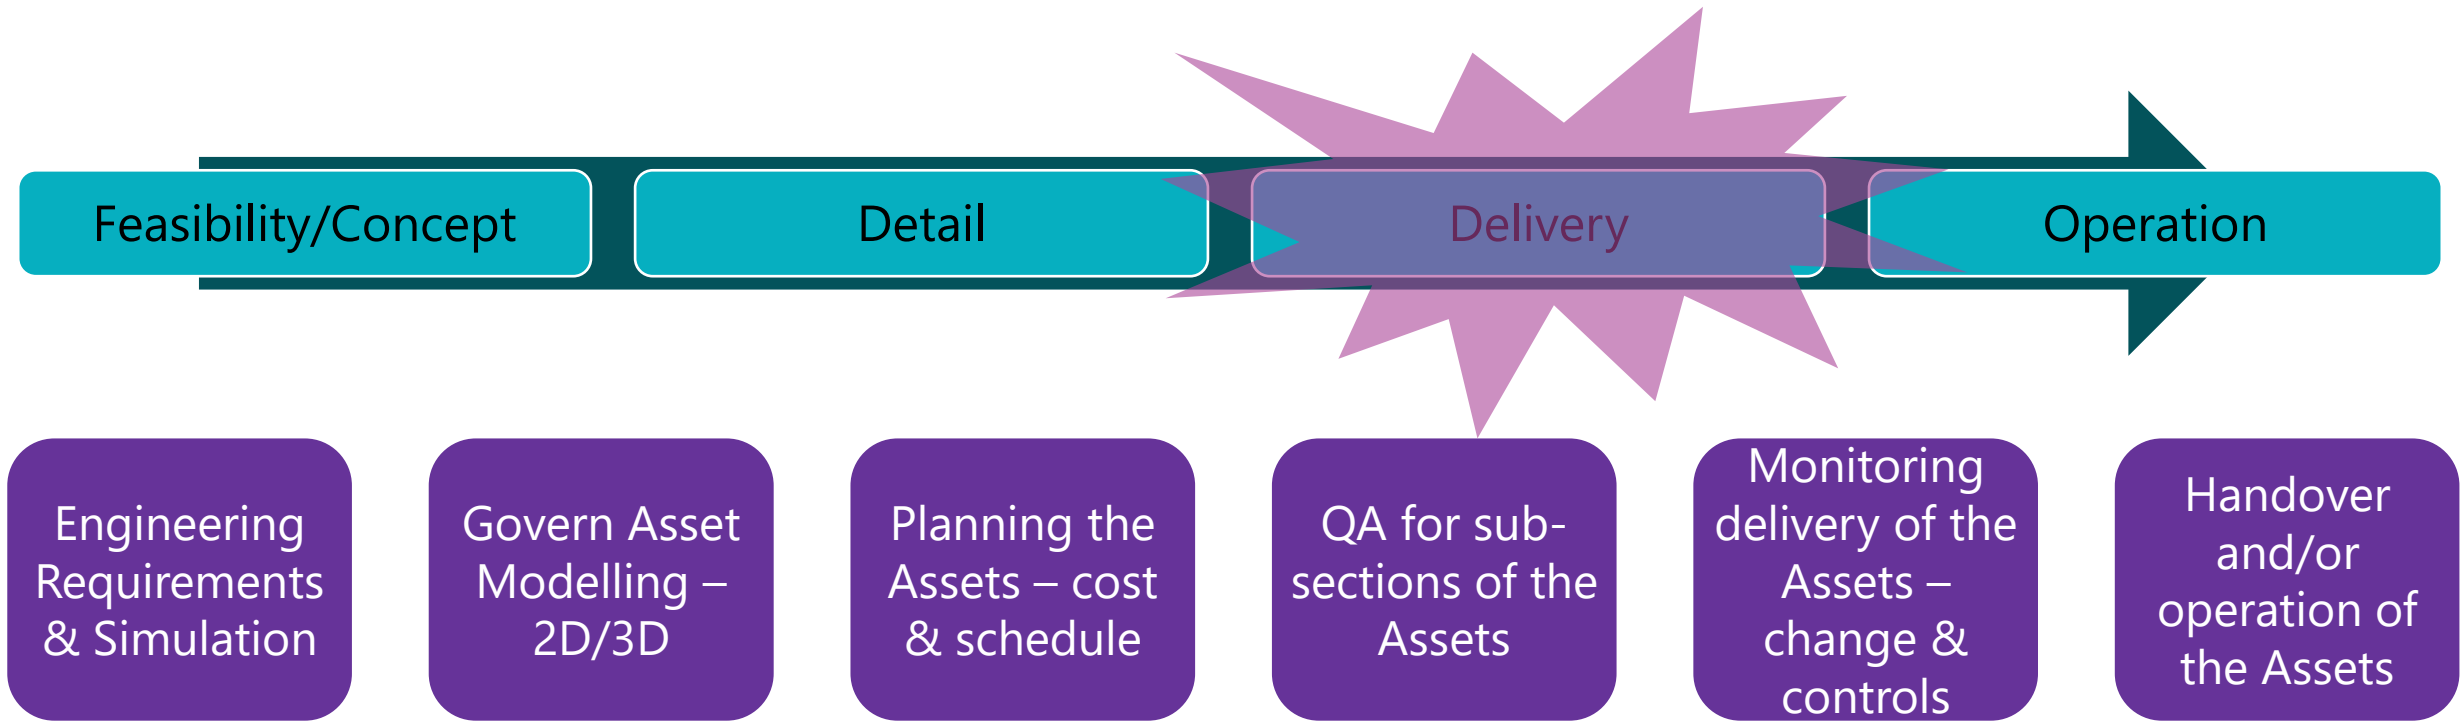 Feasibility/Concept
Detail
Delivery
Operation
Engineering
Requirements
& Simulation
Govern Asset
Modelling –
2D/3D
Planning the
Assets – cost
& schedule
QA for sub-
sections of the
Assets
Monitoring
delivery of the
Assets –
change &
controls
Handover
and/or
operation of
the Assets